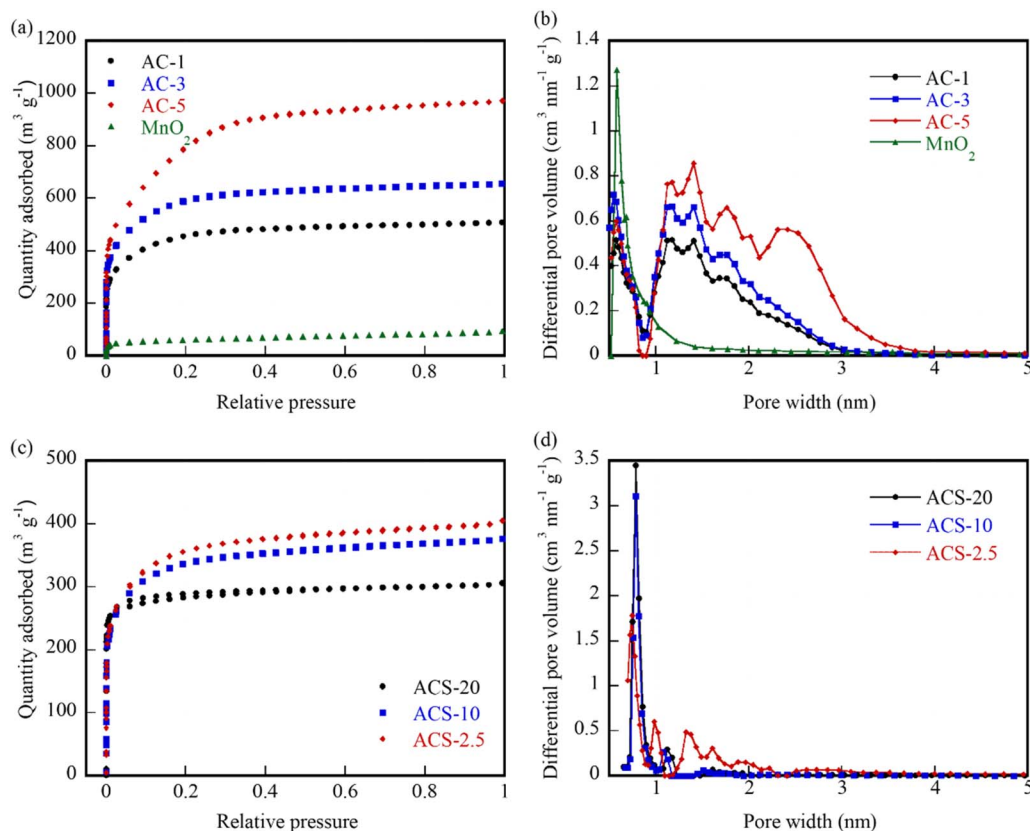 (a)
1200
1000
800
600
400
200
0
Quantity adsorbed (m³ g⁻¹)
AC-1
AC-3
AC-5
MnO₂
0 0.2 0.4 0.6 0.8 1
Relative pressure
(b)
1.4
1.2
1
0.8
0.6
0.4
0.2
0
Differential pore volume (cm³ nm⁻¹ g⁻¹)
AC-1
AC-3
AC-5
MnO₂
1 2 3 4 5
Pore width (nm)
(c)
500
400
300
200
100
0
Quantity adsorbed (m³ g⁻¹)
ACS-20
ACS-10
ACS-2.5
0 0.2 0.4 0.6 0.8 1
Relative pressure
(d)
3.5
3
2.5
2
1.5
1
0.5
0
Differential pore volume (cm³ nm⁻¹ g⁻¹)
ACS-20
ACS-10
ACS-2.5
1 2 3 4 5
Pore width (nm)